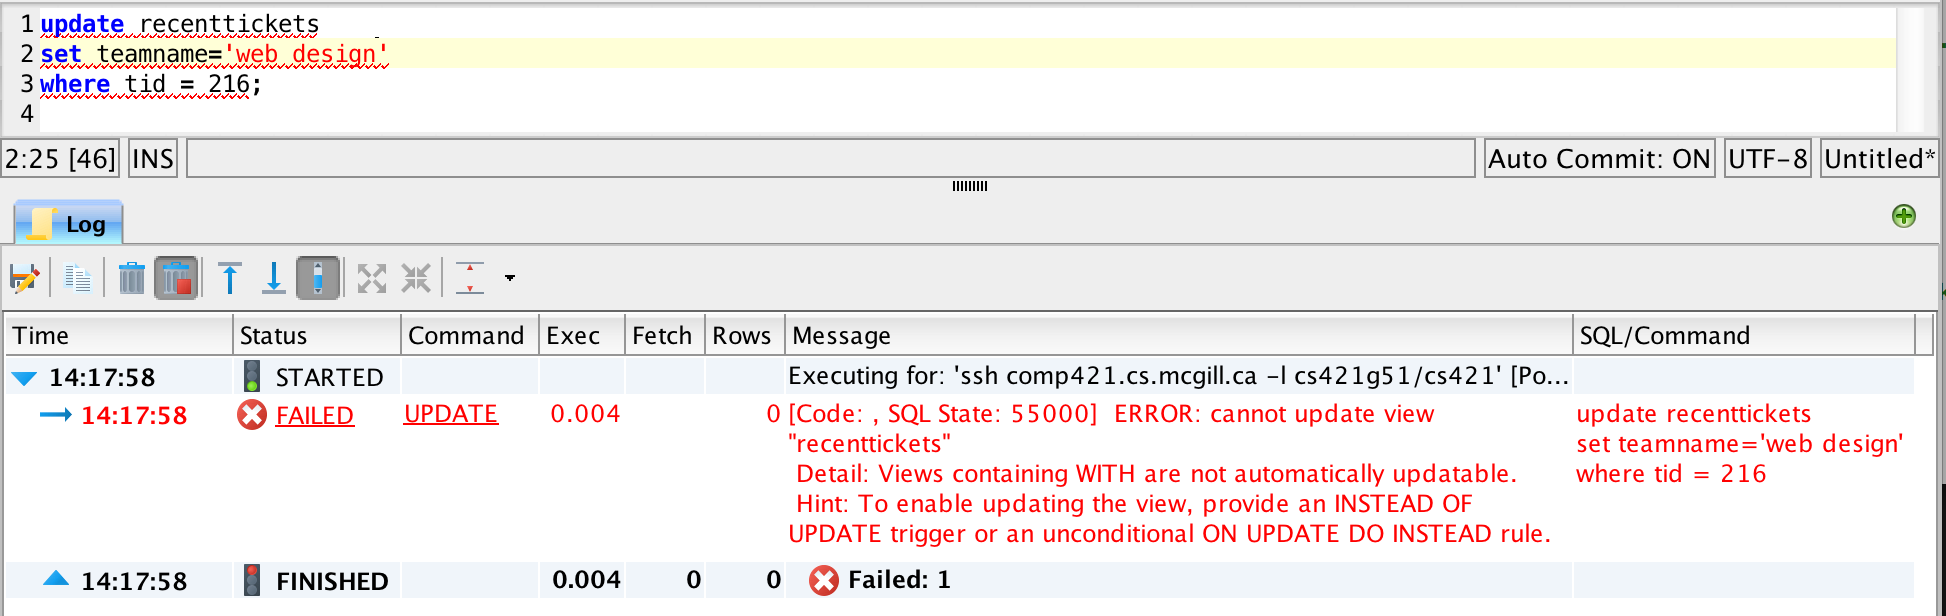 1 update recenttickets
2 set teamname='web design'
3 where tid = 216;
4
2:25 [46] INS Auto Commit: ON UTF-8 Untitled*
Log
Time Status Command Exec Fetch Rows Message SQL/Command
14:17:58 STARTED Executing for: 'ssh comp421.cs.mcgill.ca -l cs421g51/cs421' [Po...
14:17:58 FAILED UPDATE 0.004 0 [Code: , SQL State: 55000] ERROR: cannot update view update recenttickets
"recenttickets" set teamname='web design'
Detail: Views containing WITH are not automatically updatable. where tid = 216
Hint: To enable updating the view, provide an INSTEAD OF
UPDATE trigger or an unconditional ON UPDATE DO INSTEAD rule.
14:17:58 FINISHED 0.004 0 0 Failed: 1